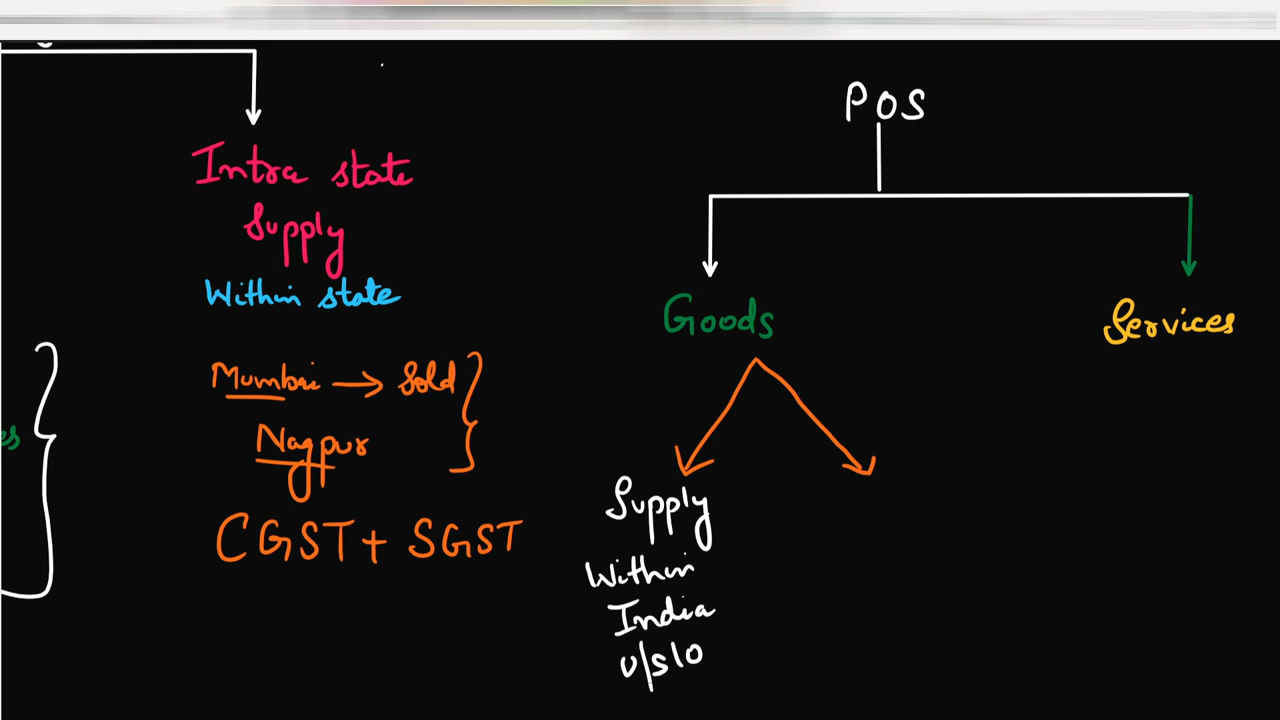 Intra state
Supply
Within state
Mumbai → Sold
Nagpur
CGST + SGST
POS
Goods
Services
Supply
Within
India
u/s 10